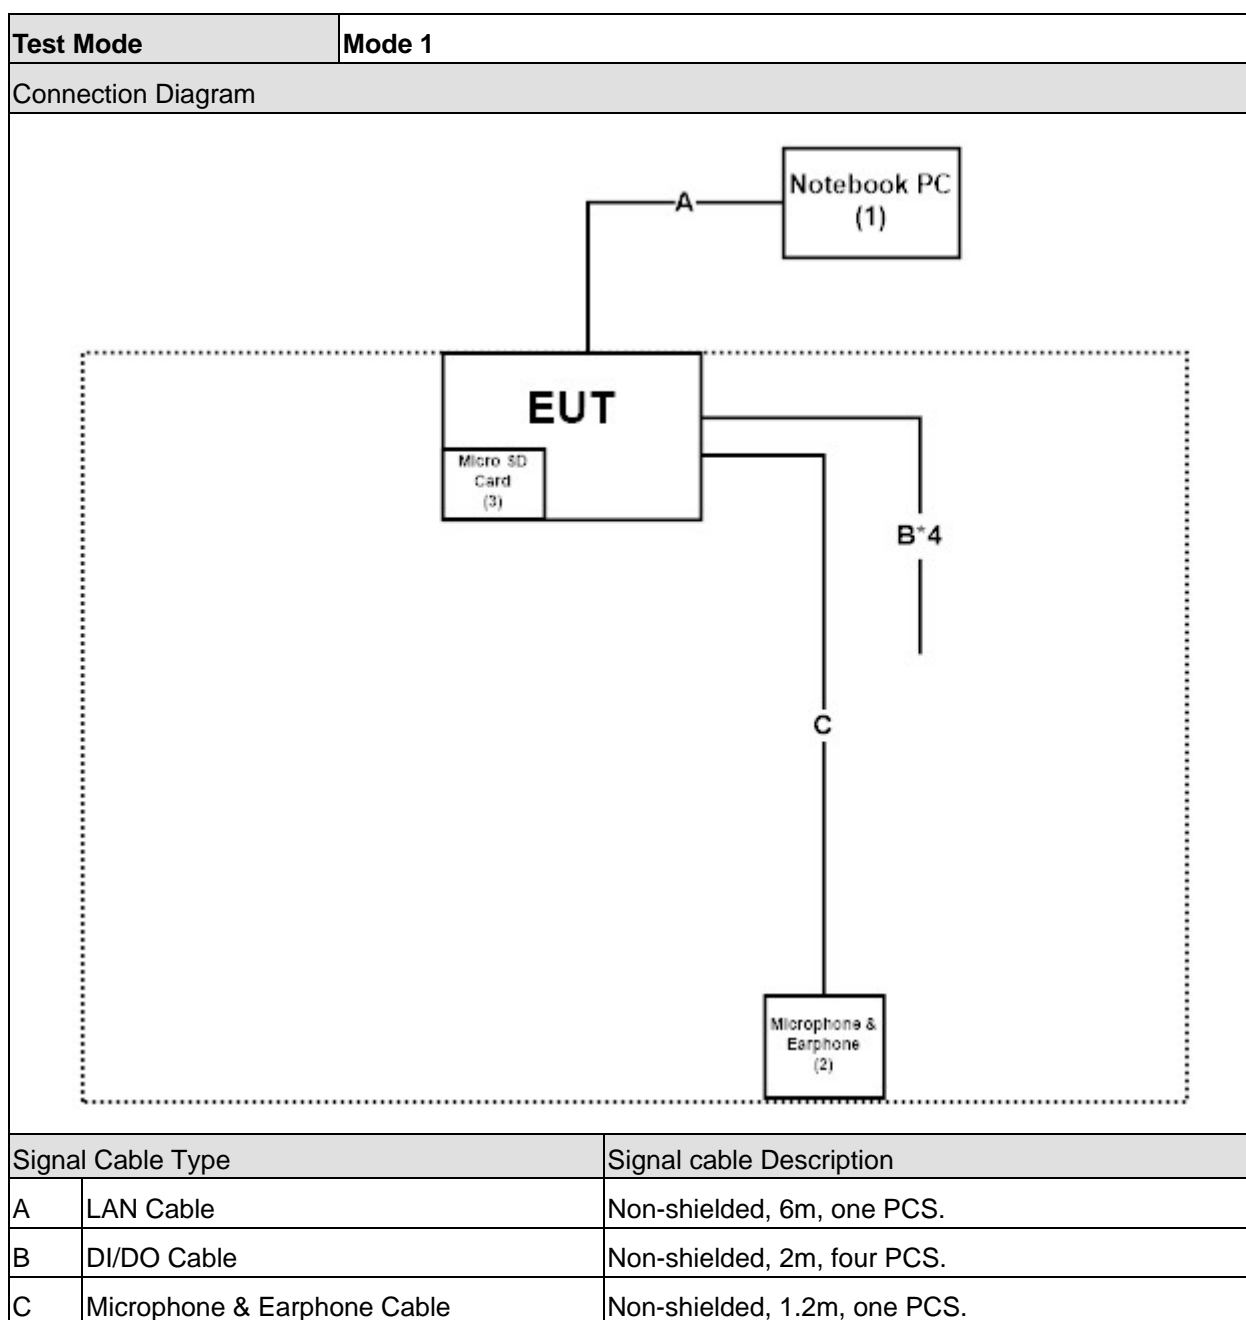 Test Mode Mode 1
Connection Diagram
Notebook PC
(1)
A
EUT
Micro SD
Card
(3)
B*4
C
Microphone &
Earphone
(2)
Signal Cable Type Signal cable Description
A LAN Cable Non-shielded, 6m, one PCS.
B DI/DO Cable Non-shielded, 2m, four PCS.
C Microphone & Earphone Cable Non-shielded, 1.2m, one PCS.